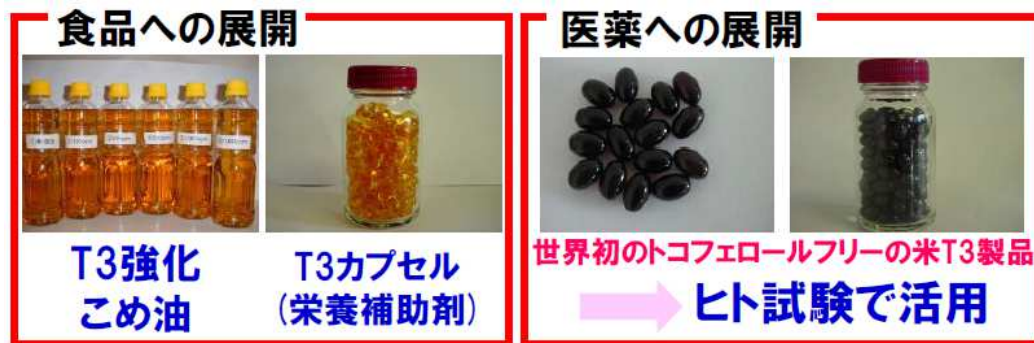 食品への展開
T3強化
こめ油
T3カプセル
(栄養補助剤)
医薬への展開
世界初のトコフェロールフリーの米T3製品
ヒト試験で活用